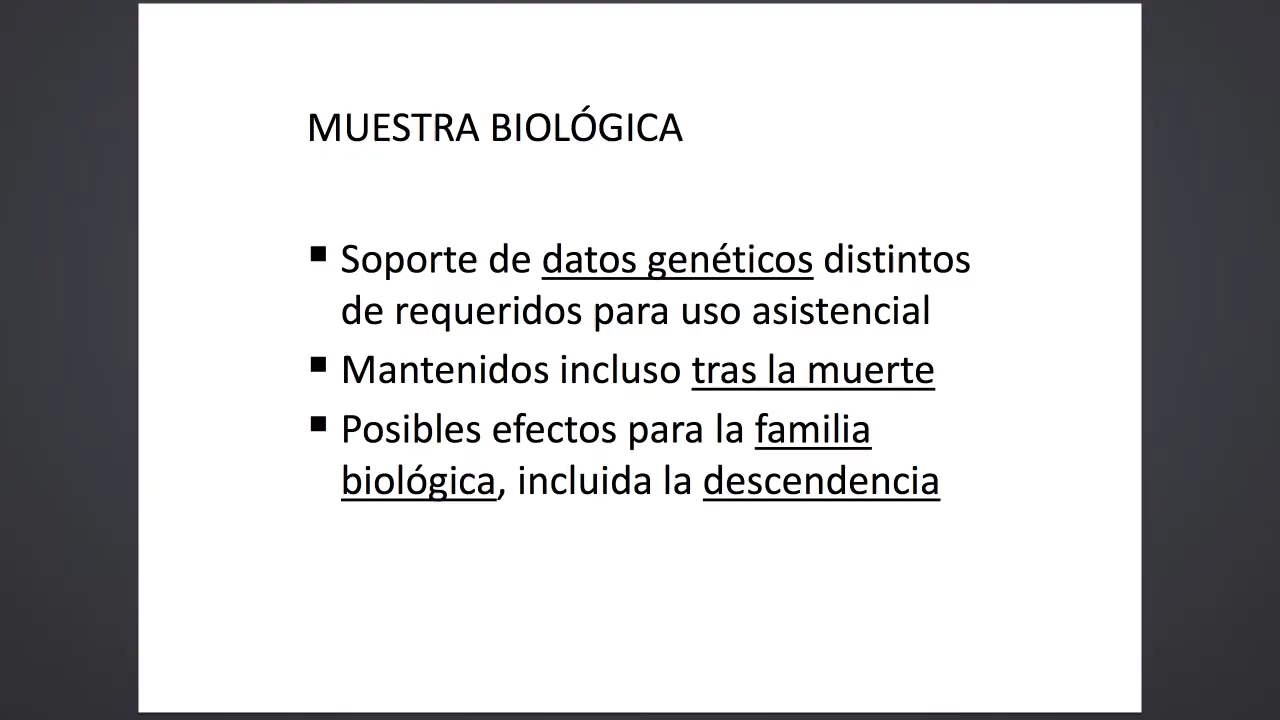 MUESTRA BIOLÓGICA
▪ Soporte de datos genéticos distintos
de requeridos para uso asistencial
▪ Mantenidos incluso tras la muerte
▪ Posibles efectos para la familia
biológica, incluida la descendencia